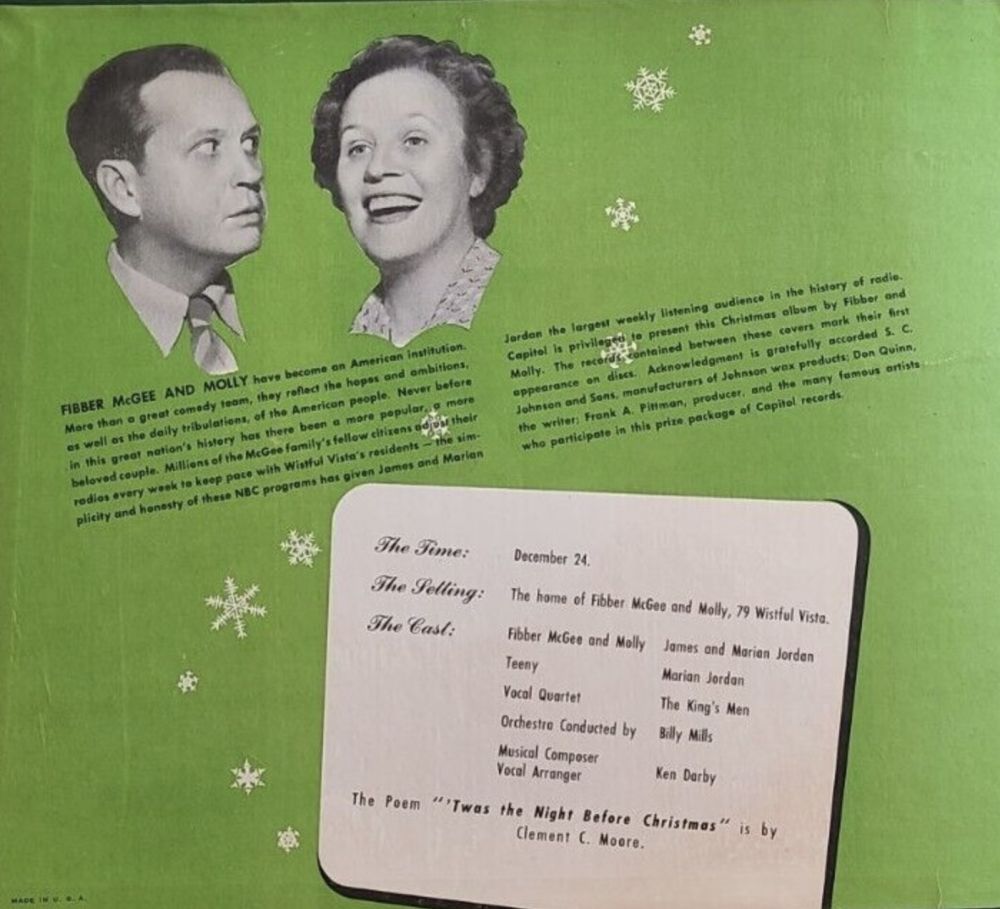 FIBBER McGEE AND MOLLY have become an American institution.
More than a great comedy team, they reflect the hopes and ambitions,
as well as the daily tribulations, of the American people. Never before
in this great nation's history has there been a more popular, a more
beloved couple. Millions of the McGee family's fellow citizens adjust their
radios every week to keep pace with Wistful Vista's residents — the sim-
plicity and honesty of these NBC programs has given James and Marian
Jordan the largest weekly listening audience in the history of radio.
Capitol is privileged to present this Christmas album by Fibber and
Molly. The records contained between these covers mark their first
appearance on discs. Acknowledgment is gratefully accorded S. C.
Johnson and Sons, manufacturers of Johnson wax products; Don Quinn,
the writer; Frank A. Pittman, producer, and the many famous artists
who participate in this prize package of Capitol records.
The Time: December 24.
The Setting: The home of Fibber McGee and Molly, 79 Wistful Vista.
The Cast: Fibber McGee and Molly James and Marian Jordan
Teeny Marian Jordan
Vocal Quartet The King's Men
Orchestra Conducted by Billy Mills
Musical Composer
Vocal Arranger Ken Darby
The Poem "'Twas the Night Before Christmas" is by
Clement C. Moore.
MADE IN U. S. A.